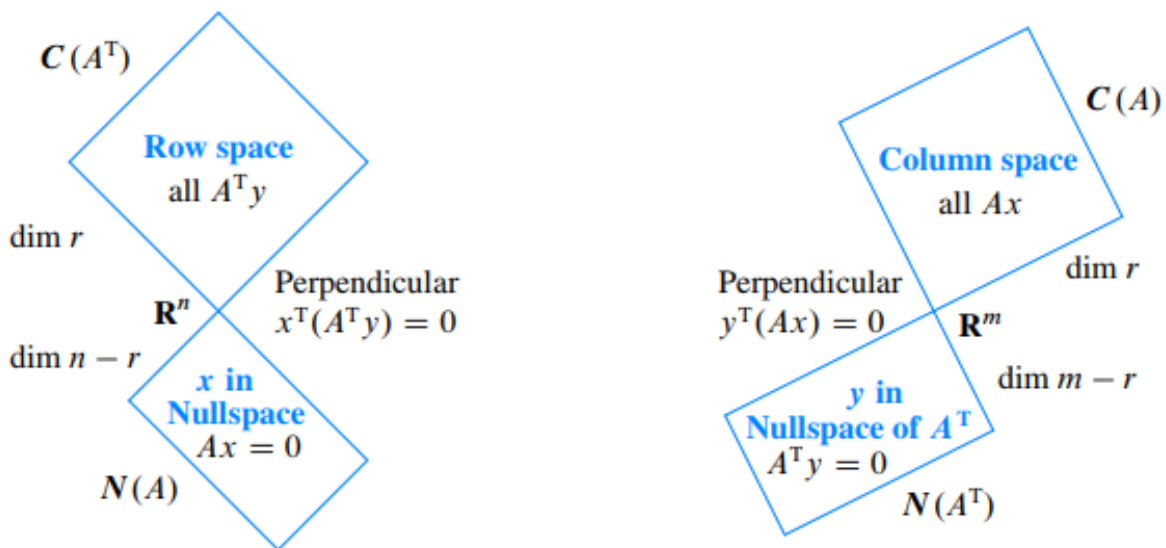 C(Aᵀ)
Row space
all Aᵀy
dim r
Rⁿ
Perpendicular
xᵀ(Aᵀy) = 0
dim n − r
x in
Nullspace
Ax = 0
N(A)
C(A)
Column space
all Ax
dim r
Perpendicular
yᵀ(Ax) = 0
Rᵐ
dim m − r
y in
Nullspace of Aᵀ
Aᵀy = 0
N(Aᵀ)